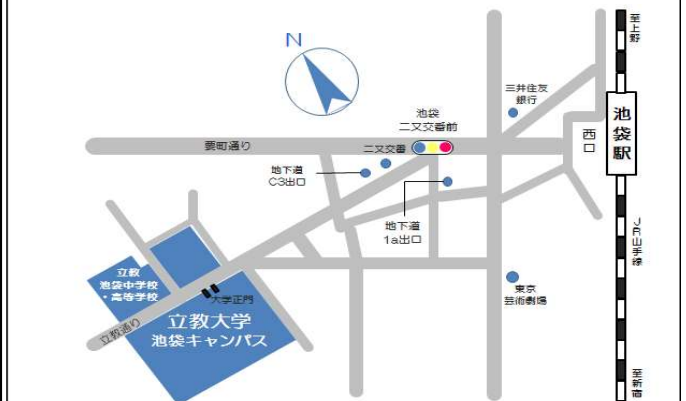 N
至上野
三井住友
銀行
池袋
二又交番前
池袋駅
西口
要町通り
二又交番
地下道
C3出口
地下道
1a出口
JR山手線
立教
池袋中学校
・高等学校
大学正門
東京
芸術劇場
立教大学
池袋キャンパス
立教通り
至新宿